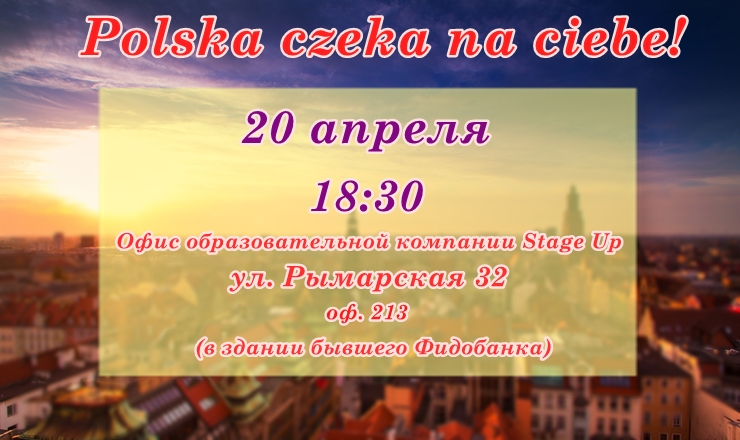 Polska czeka na ciebe!
20 апреля
18:30
Офис образовательной компании Stage Up
ул. Рымарская 32
оф. 213
(в здании бывшего Фидобанка)